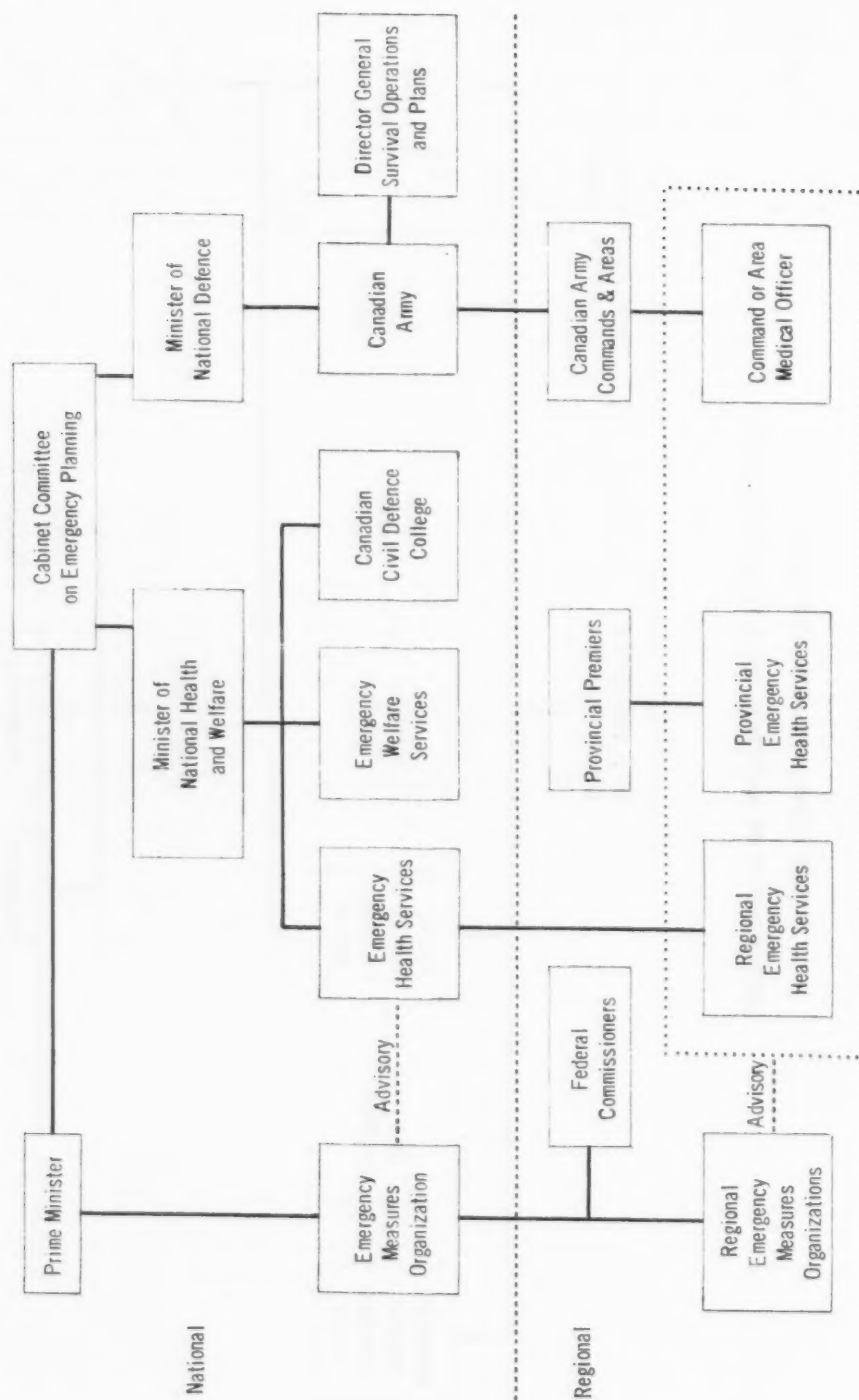 Cabinet Committee
on Emergency Planning
Prime Minister
Minister of
National Health
and Welfare
Minister of
National Defence
National
Emergency
Measures
Organization
Advisory
Emergency
Health Services
Emergency
Welfare
Services
Canadian
Civil Defence
College
Canadian
Army
Director General
Survival Operations
and Plans
Regional
Federal
Commissioners
Provincial Premiers
Canadian Army
Commands & Areas
Regional
Emergency
Measures
Organizations
Advisory
Regional
Emergency
Health Services
Provincial
Emergency
Health Services
Command or Area
Medical Officer